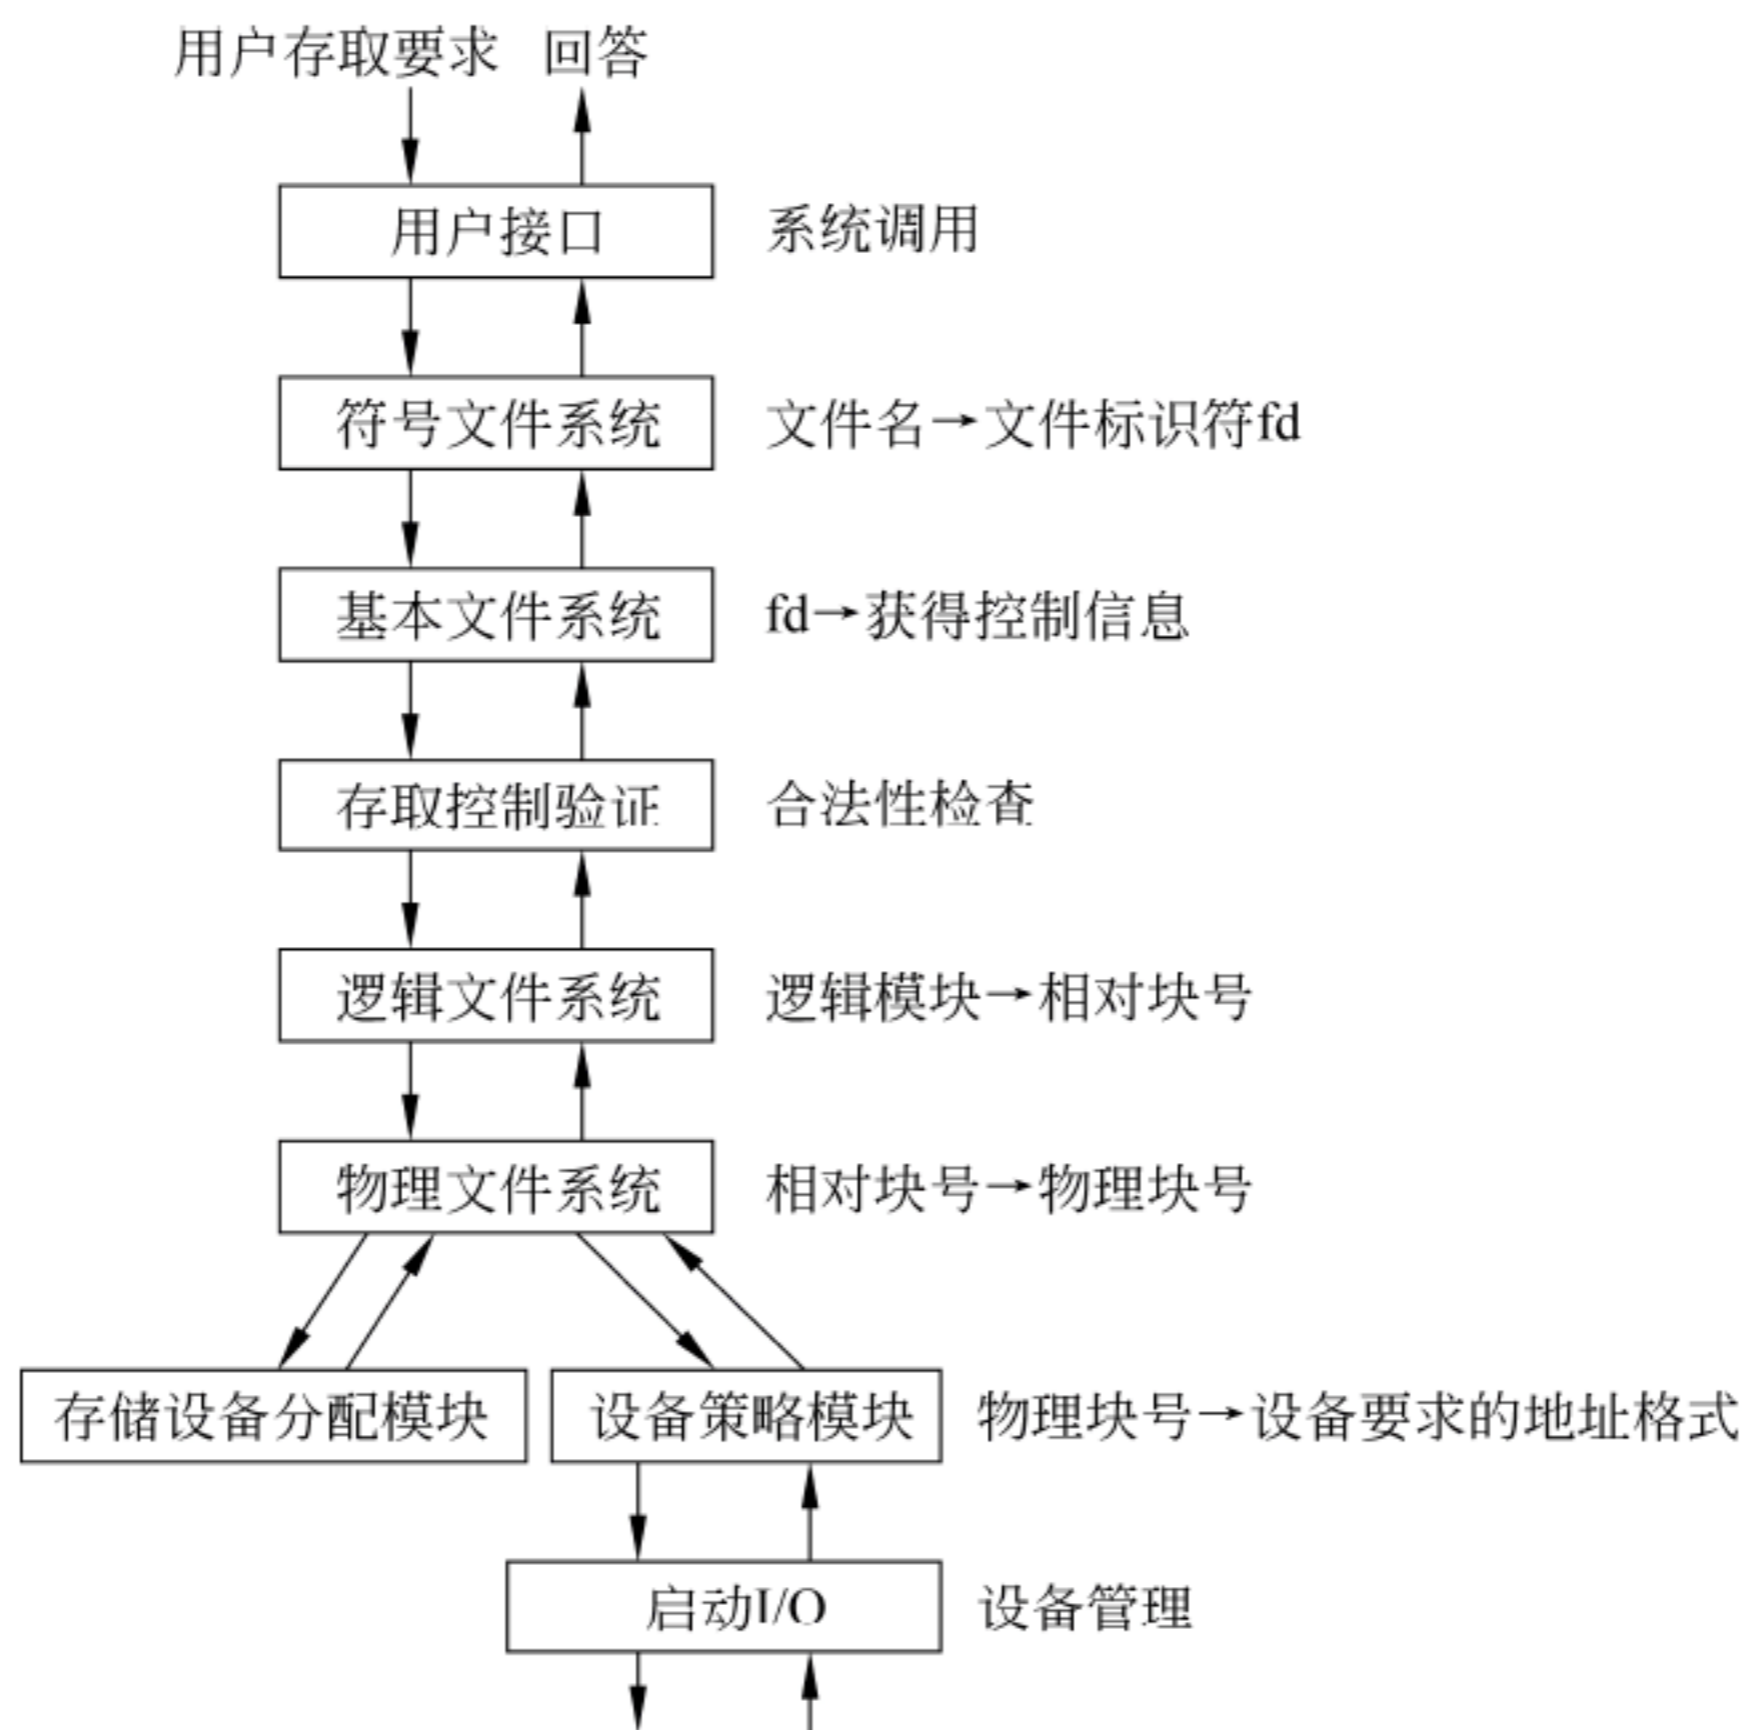 用户存取要求 回答
用户接口 系统调用
符号文件系统 文件名→文件标识符fd
基本文件系统 fd→获得控制信息
存取控制验证 合法性检查
逻辑文件系统 逻辑模块→相对块号
物理文件系统 相对块号→物理块号
存储设备分配模块 设备策略模块 物理块号→设备要求的地址格式
启动I/O 设备管理